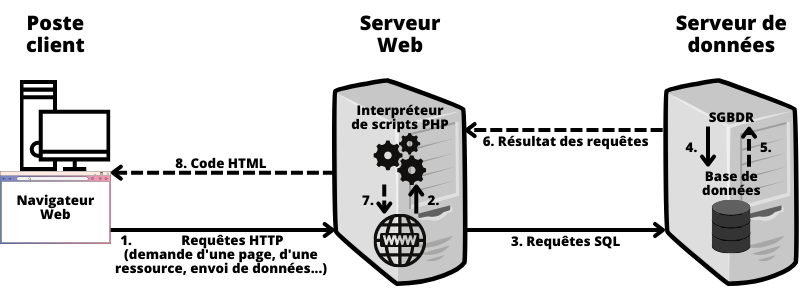 Poste
client
Serveur
Web
Serveur de
données
Interpréteur
de scripts PHP
SGBDR
6. Résultat des requêtes
4.
5.
8. Code HTML
Base de
données
Navigateur
Web
7.
2.
WWW
1. Requêtes HTTP
(demande d'une page, d'une
ressource, envoi de données...)
3. Requêtes SQL